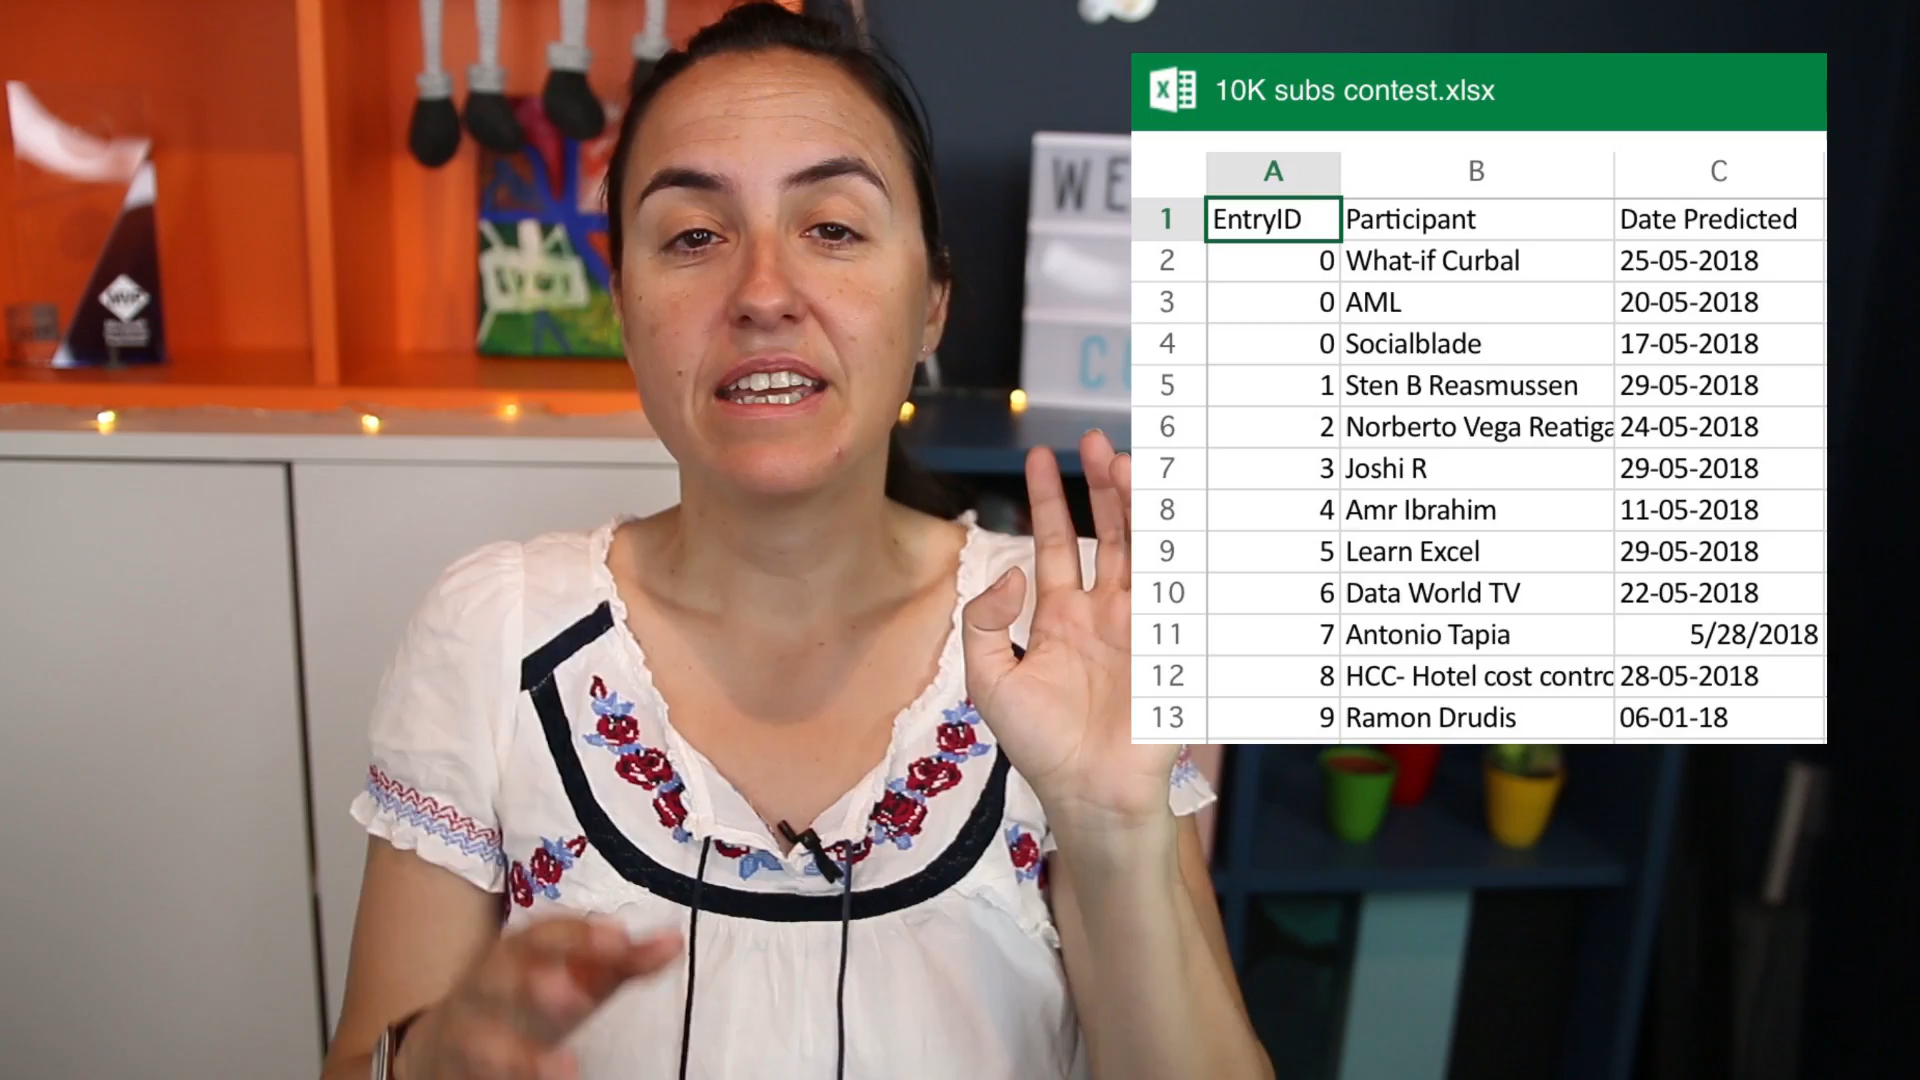 WE
CO
10K subs contest.xlsx
A B C
1 EntryID Participant Date Predicted
2 0 What-if Curbal 25-05-2018
3 0 AML 20-05-2018
4 0 Socialblade 17-05-2018
5 1 Sten B Reasmussen 29-05-2018
6 2 Norberto Vega Reatiga 24-05-2018
7 3 Joshi R 29-05-2018
8 4 Amr Ibrahim 11-05-2018
9 5 Learn Excel 29-05-2018
10 6 Data World TV 22-05-2018
11 7 Antonio Tapia 5/28/2018
12 8 HCC- Hotel cost contro 28-05-2018
13 9 Ramon Drudis 06-01-18